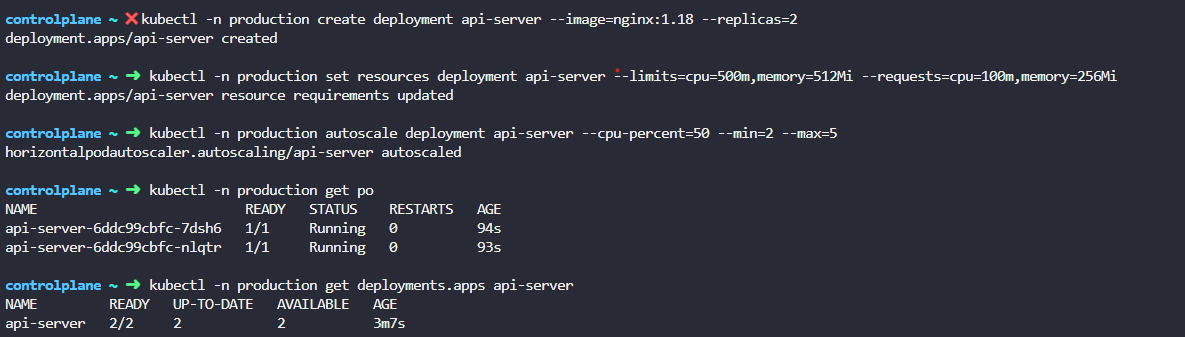 controlplane ~ ✖ kubectl -n production create deployment api-server --image=nginx:1.18 --replicas=2
deployment.apps/api-server created
controlplane ~ ➜ kubectl -n production set resources deployment api-server --limits=cpu=500m,memory=512Mi --requests=cpu=100m,memory=256Mi
deployment.apps/api-server resource requirements updated
controlplane ~ ➜ kubectl -n production autoscale deployment api-server --cpu-percent=50 --min=2 --max=5
horizontalpodautoscaler.autoscaling/api-server autoscaled
controlplane ~ ➜ kubectl -n production get po
NAME READY STATUS RESTARTS AGE
api-server-6ddc99cbfc-7dsh6 1/1 Running 0 94s
api-server-6ddc99cbfc-nlqtr 1/1 Running 0 93s
controlplane ~ ➜ kubectl -n production get deployments.apps api-server
NAME READY UP-TO-DATE AVAILABLE AGE
api-server 2/2 2 2 3m7s